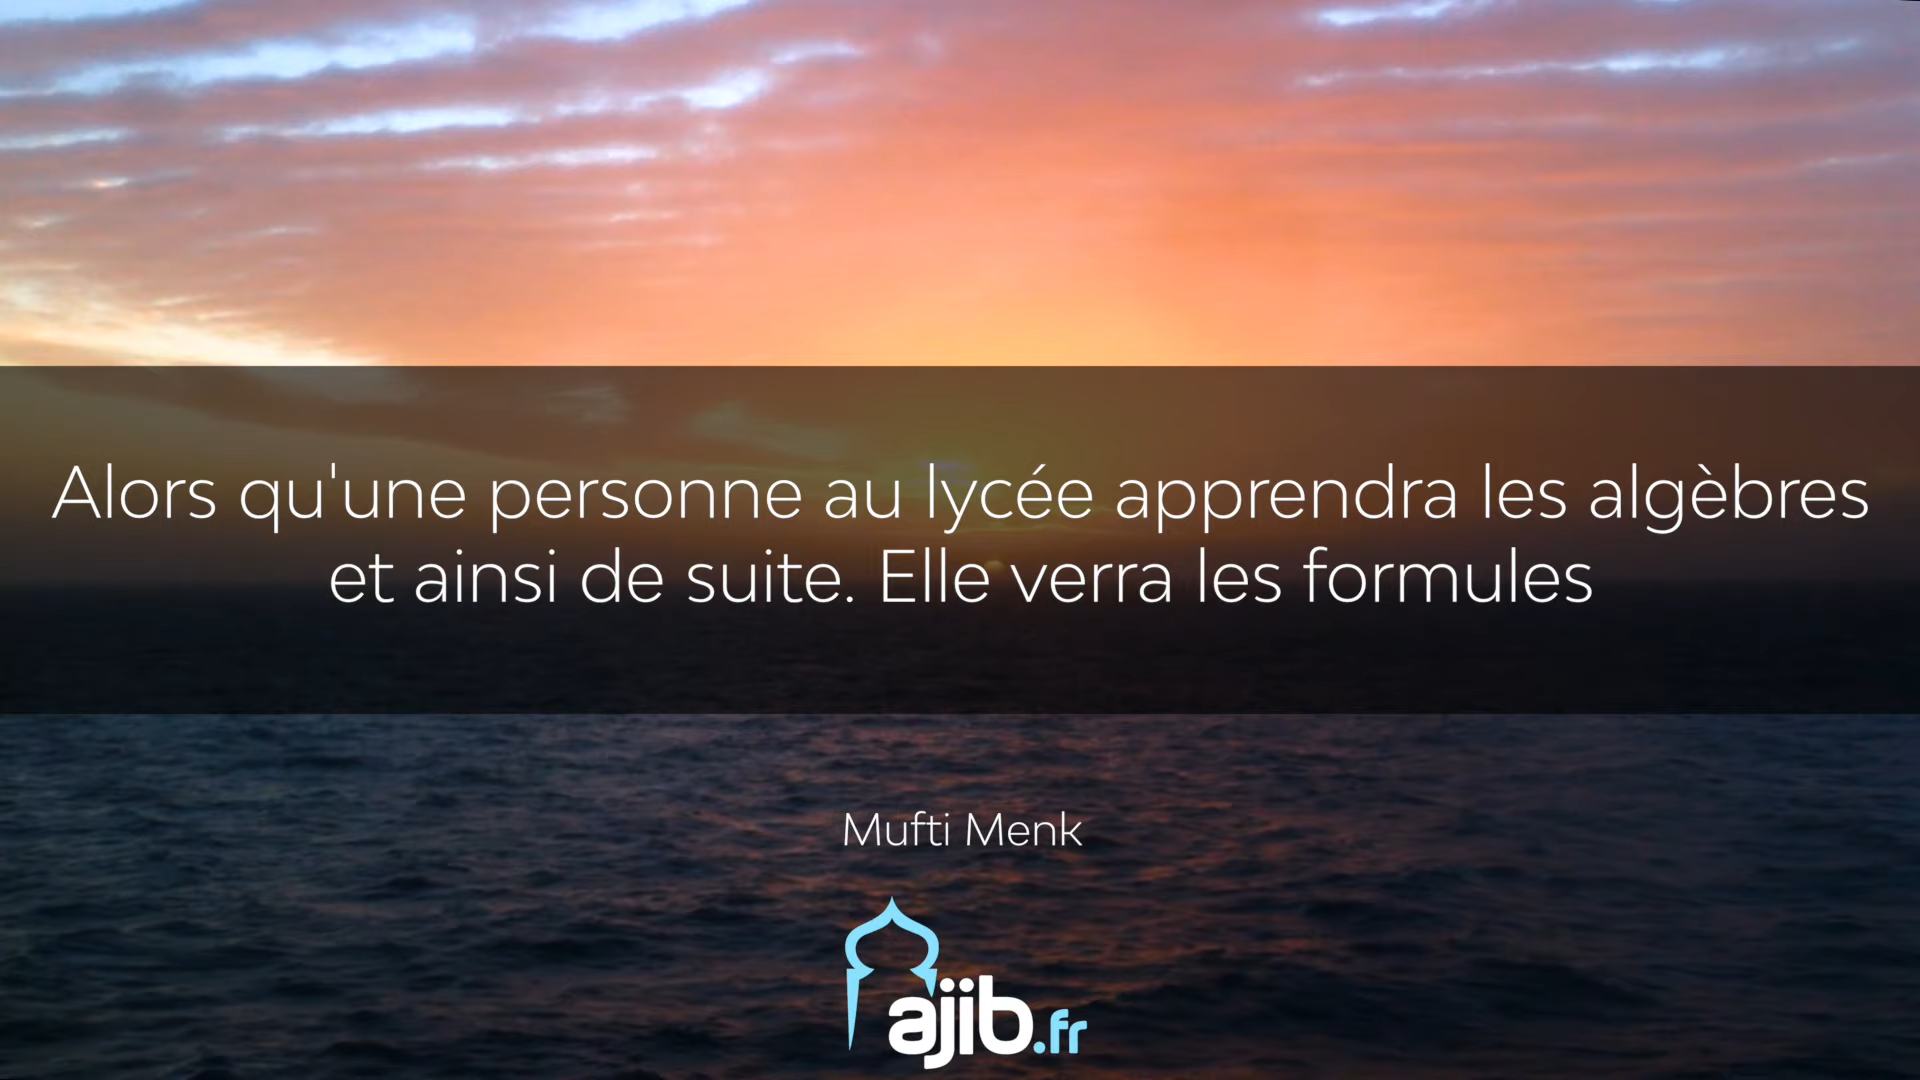 Alors qu'une personne au lycée apprendra les algèbres
et ainsi de suite. Elle verra les formules
Mufti Menk
ajib.fr